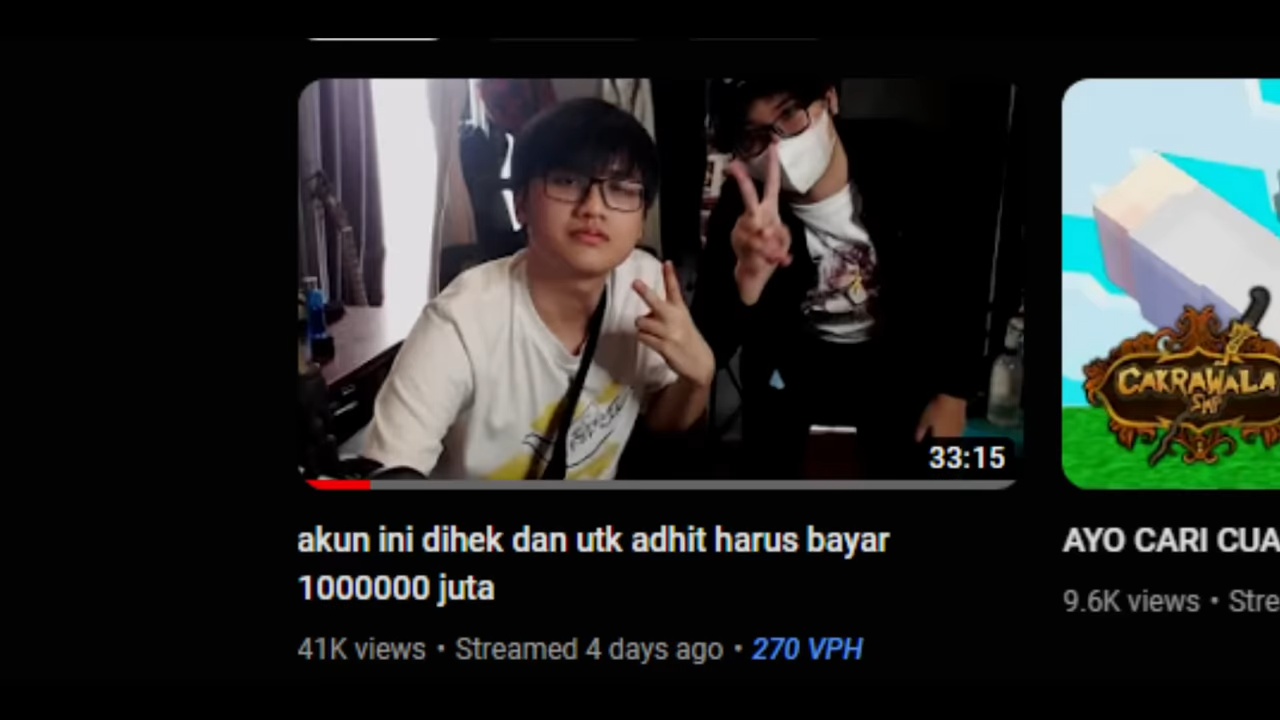 33:15
akun ini dihek dan utk adhit harus bayar
1000000 juta
41K views • Streamed 4 days ago • 270 VPH
CAKRAWALA
SMP
AYO CARI CUA
9.6K views • Stre